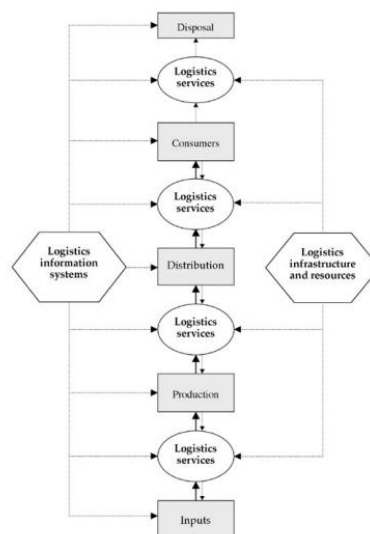 Disposal
Logistics
services
Consumers
Logistics
services
Logistics
information
systems
Distribution
Logistics
infrastructure
and resources
Logistics
services
Production
Logistics
services
Inputs